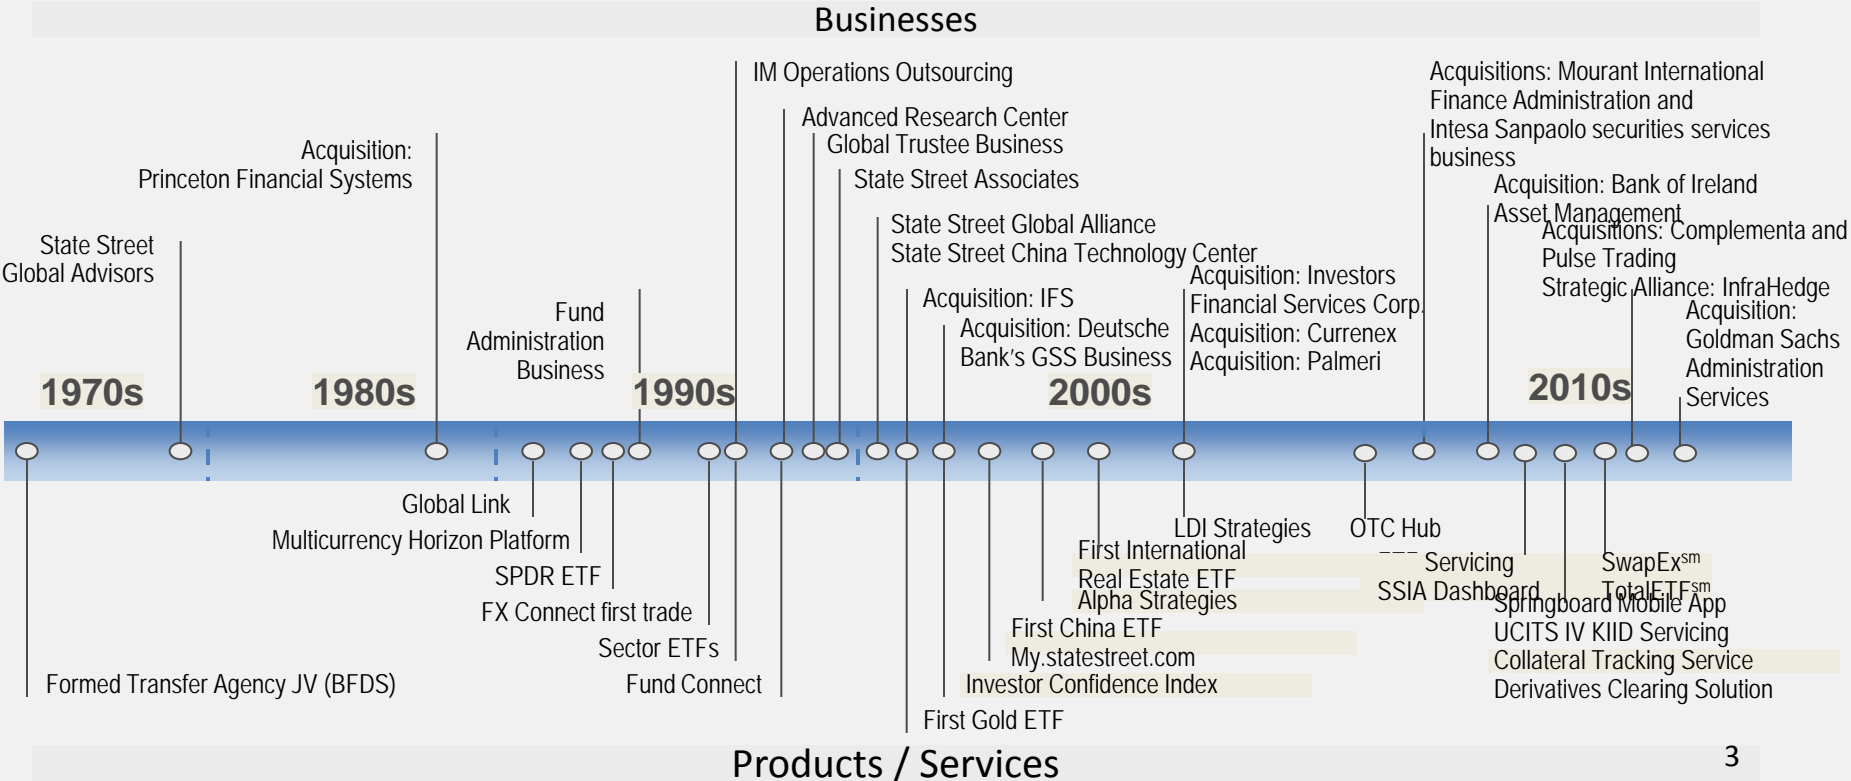 Businesses
IM Operations Outsourcing
Advanced Research Center
Global Trustee Business
State Street Associates
State Street Global Alliance
State Street China Technology Center
Acquisition:
Princeton Financial Systems
State Street
Global Advisors
Fund
Administration
Business
Acquisition: IFS
Acquisition: Deutsche
Bank's GSS Business
Acquisition: Investors
Financial Services Corp.
Acquisition: Currenex
Acquisition: Palmeri
Acquisitions: Mourant International
Finance Administration and
Intesa Sanpaolo securities services
business
Acquisition: Bank of Ireland
Asset Management
Acquisitions: Complementa and
Pulse Trading
Strategic Alliance: InfraHedge
Acquisition:
Goldman Sachs
Administration
Services
1970s
1980s
1990s
2000s
2010s
Global Link
Multicurrency Horizon Platform
SPDR ETF
FX Connect first trade
Sector ETFs
Fund Connect
Formed Transfer Agency JV (BFDS)
LDI Strategies
First International
Real Estate ETF
Alpha Strategies
First China ETF
My.statestreet.com
Investor Confidence Index
First Gold ETF
OTC Hub
Servicing
SSIA Dashboard
SwapEx℠
TotalETF℠
Springboard Mobile App
UCITS IV KIID Servicing
Collateral Tracking Service
Derivatives Clearing Solution
Products / Services
3